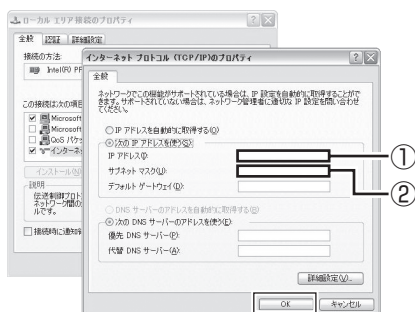 ローカル エリア接続のプロパティ
全般 認証 詳細設定
接続の方法:
Intel(R) PF
この接続は次の項目
Microsoft
Microsoft
QoS パケッ
インターネッ
インストール(N)
説明
伝送制御プロト
ネットワーク間の
ルです。
接続時に通知領
インターネット プロトコル (TCP/IP)のプロパティ
全般
ネットワークでこの機能がサポートされている場合は、IP 設定を自動的に取得することがで
きます。サポートされていない場合は、ネットワーク管理者に適切な IP 設定を問い合わせ
てください。
IP アドレスを自動的に取得する(O)
次の IP アドレスを使う(S):
IP アドレス(I):
サブネット マスク(U):
デフォルト ゲートウェイ(D):
DNS サーバーのアドレスを自動的に取得する(B)
次の DNS サーバーのアドレスを使う(E):
優先 DNS サーバー(P):
代替 DNS サーバー(A):
詳細設定(V)...
OK キャンセル
①
②